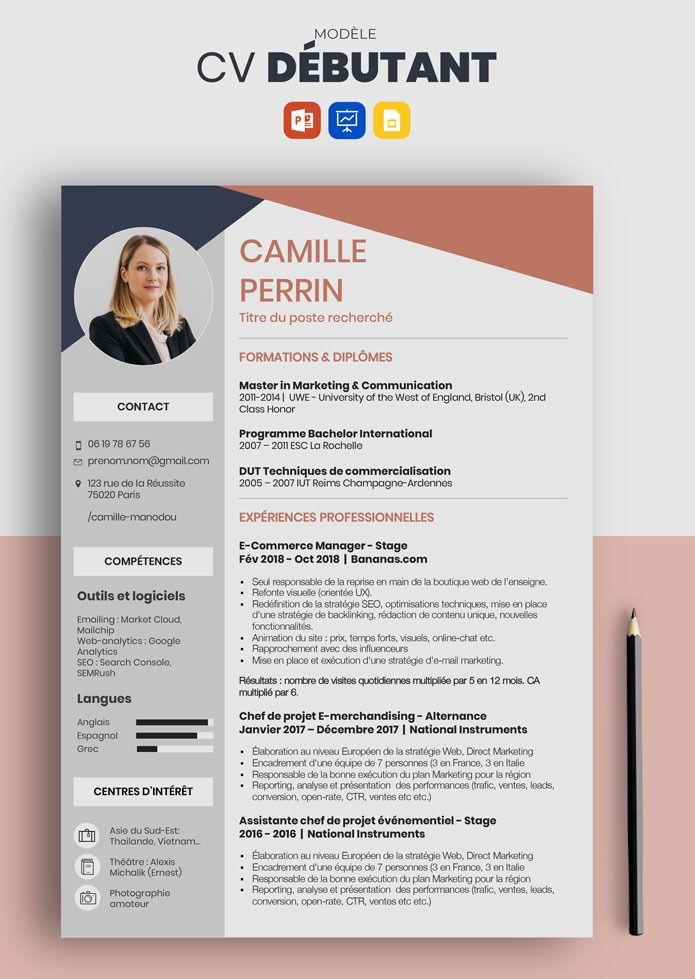 MODÈLE
CV DÉBUTANT
CAMILLE
PERRIN
Titre du poste recherché
CONTACT
06 19 78 67 56
prenom.nom@gmail.com
123 rue de la Réussite
75020 Paris
/camille-manodou
COMPÉTENCES
Outils et logiciels
Emailing : Market Cloud,
Mailchip
Web-analytics : Google
Analytics
SEO : Search Console,
SEMRush
Langues
Anglais
Espagnol
Grec
CENTRES D'INTÉRÊT
Asie du Sud-Est:
Thailande, Vietnam...
Théâtre : Alexis
Michalik (Ernest)
Photographie
amateur
FORMATIONS & DIPLÔMES
Master in Marketing & Communication
2011-2014 | UWE - University of the West of England, Bristol (UK), 2nd
Class Honor
Programme Bachelor International
2007 – 2011 ESC La Rochelle
DUT Techniques de commercialisation
2005 – 2007 IUT Reims Champagne-Ardennes
EXPÉRIENCES PROFESSIONNELLES
E-Commerce Manager - Stage
Fév 2018 - Oct 2018 | Bananas.com
▪ Seul responsable de la reprise en main de la boutique web de l'enseigne.
▪ Refonte visuelle (orientée UX).
▪ Redéfinition de la stratégie SEO, optimisations techniques, mise en place
d'une stratégie de backlinking, rédaction de contenu unique, nouvelles
fonctionnalités.
▪ Animation du site : prix, temps forts, visuels, online-chat etc.
▪ Rapprochement avec des influenceurs
▪ Mise en place et exécution d'une stratégie d'e-mail marketing.
Résultats : nombre de visites quotidiennes multipliée par 5 en 12 mois. CA
multiplié par 6.
Chef de projet E-merchandising - Alternance
Janvier 2017 – Décembre 2017 | National Instruments
▪ Élaboration au niveau Européen de la stratégie Web, Direct Marketing
▪ Encadrement d'une équipe de 7 personnes (3 en France, 3 en Italie
▪ Responsable de la bonne exécution du plan Marketing pour la région
▪ Reporting, analyse et présentation des performances (trafic, ventes, leads,
conversion, open-rate, CTR, ventes etc etc.)
Assistante chef de projet événementiel - Stage
2016 - 2016 | National Instruments
▪ Élaboration au niveau Européen de la stratégie Web, Direct Marketing
▪ Encadrement d'une équipe de 7 personnes (3 en France, 3 en Italie
▪ Responsable de la bonne exécution du plan Marketing pour la région
▪ Reporting, analyse et présentation des performances (trafic, ventes, leads,
conversion, open-rate, CTR, ventes etc etc.)